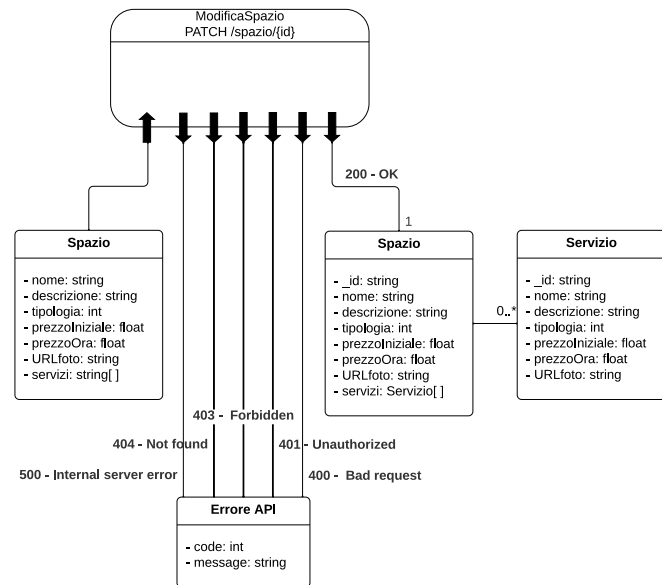 ModificaSpazio
PATCH /spazio/{id}
200 - OK
1
Spazio
- nome: string
- descrizione: string
- tipologia: int
- prezzoIniziale: float
- prezzoOra: float
- URLfoto: string
- servizi: string[ ]
Spazio
- _id: string
- nome: string
- descrizione: string
- tipologia: int
- prezzoIniziale: float
- prezzoOra: float
- URLfoto: string
- servizi: Servizio[ ]
0..*
Servizio
- _id: string
- nome: string
- descrizione: string
- tipologia: int
- prezzoIniziale: float
- prezzoOra: float
- URLfoto: string
403 - Forbidden
404 - Not found
401 - Unauthorized
500 - Internal server error
400 - Bad request
Errore API
- code: int
- message: string